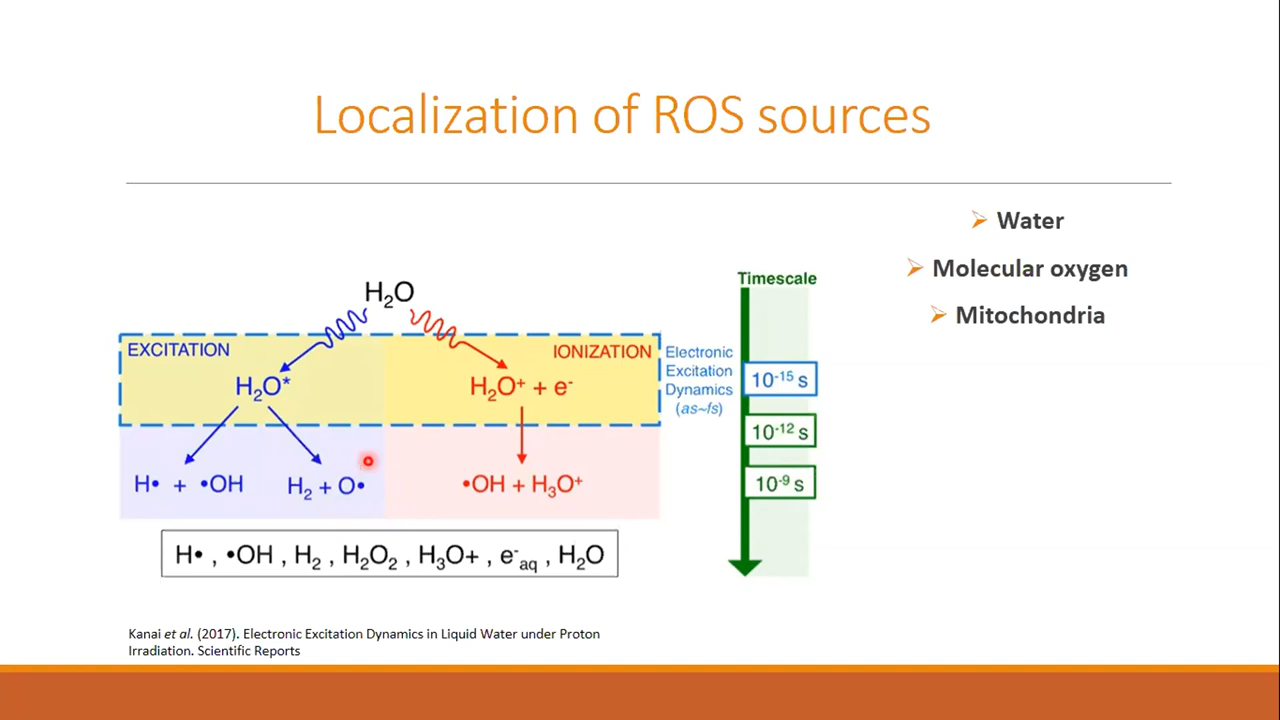 Localization of ROS sources
➢ Water
➢ Molecular oxygen
➢ Mitochondria
H₂O
EXCITATION
IONIZATION
H₂O*
H₂O⁺ + e⁻
H• + •OH
H₂ + O•
•OH + H₃O⁺
H• , •OH , H₂ , H₂O₂ , H₃O+ , e⁻aq , H₂O
Electronic
Excitation
Dynamics
(as~fs)
Timescale
10⁻¹⁵ s
10⁻¹² s
10⁻⁹ s
Kanai et al. (2017). Electronic Excitation Dynamics in Liquid Water under Proton
Irradiation. Scientific Reports